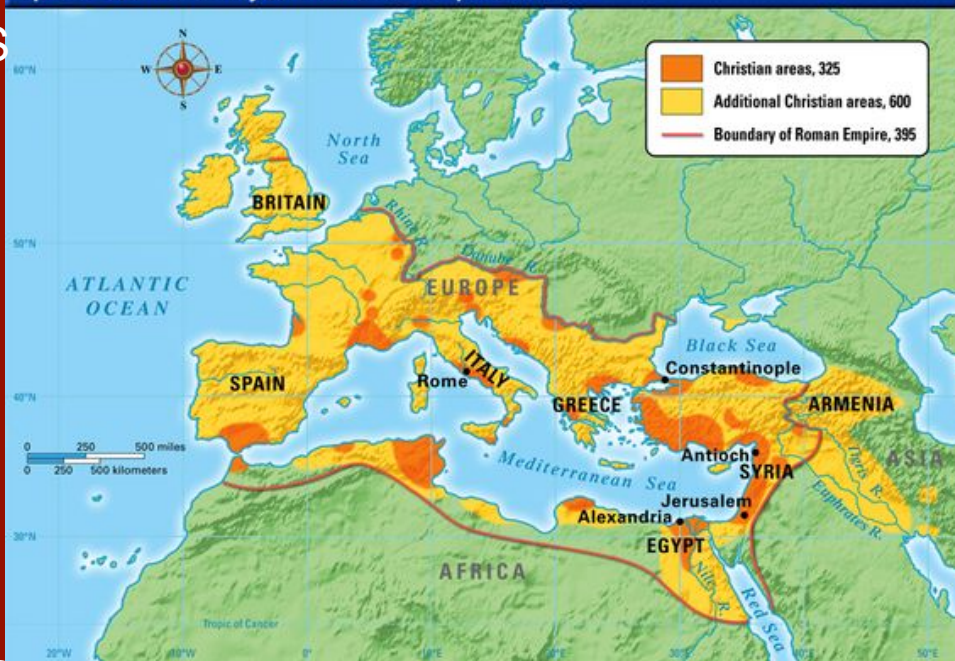 S
N
W E
S
Christian areas, 325
Additional Christian areas, 600
Boundary of Roman Empire, 395
60°N
North
Sea
BRITAIN
Rhine R.
50°N
Danube R.
ATLANTIC
OCEAN
EUROPE
Black Sea
Constantinople
ITALY
Rome
SPAIN
40°N
GREECE
ARMENIA
0 250 500 miles
0 250 500 kilometers
Mediterranean Sea
Antioch
SYRIA
Tigris R.
ASIA
Jerusalem
Euphrates R.
Alexandria
30°N
EGYPT
AFRICA
Nile R.
Red Sea
Tropic of Cancer
20°W
10°W
0°
10°E
20°E
30°E
40°E
50°E